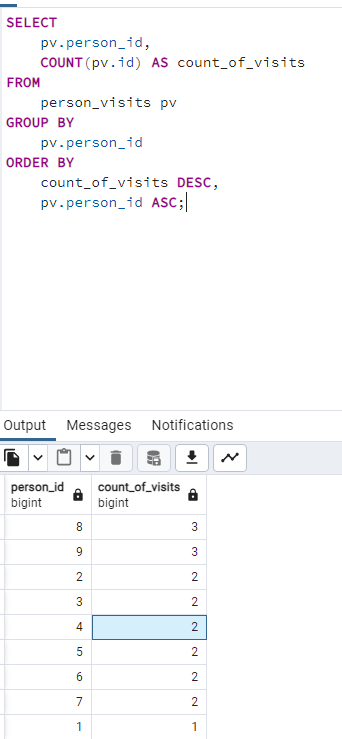 SELECT
pv.person_id,
COUNT(pv.id) AS count_of_visits
FROM
person_visits pv
GROUP BY
pv.person_id
ORDER BY
count_of_visits DESC,
pv.person_id ASC;
Output Messages Notifications
person_id count_of_visits
bigint bigint
8 3
9 3
2 2
3 2
4 2
5 2
6 2
7 2
1 1